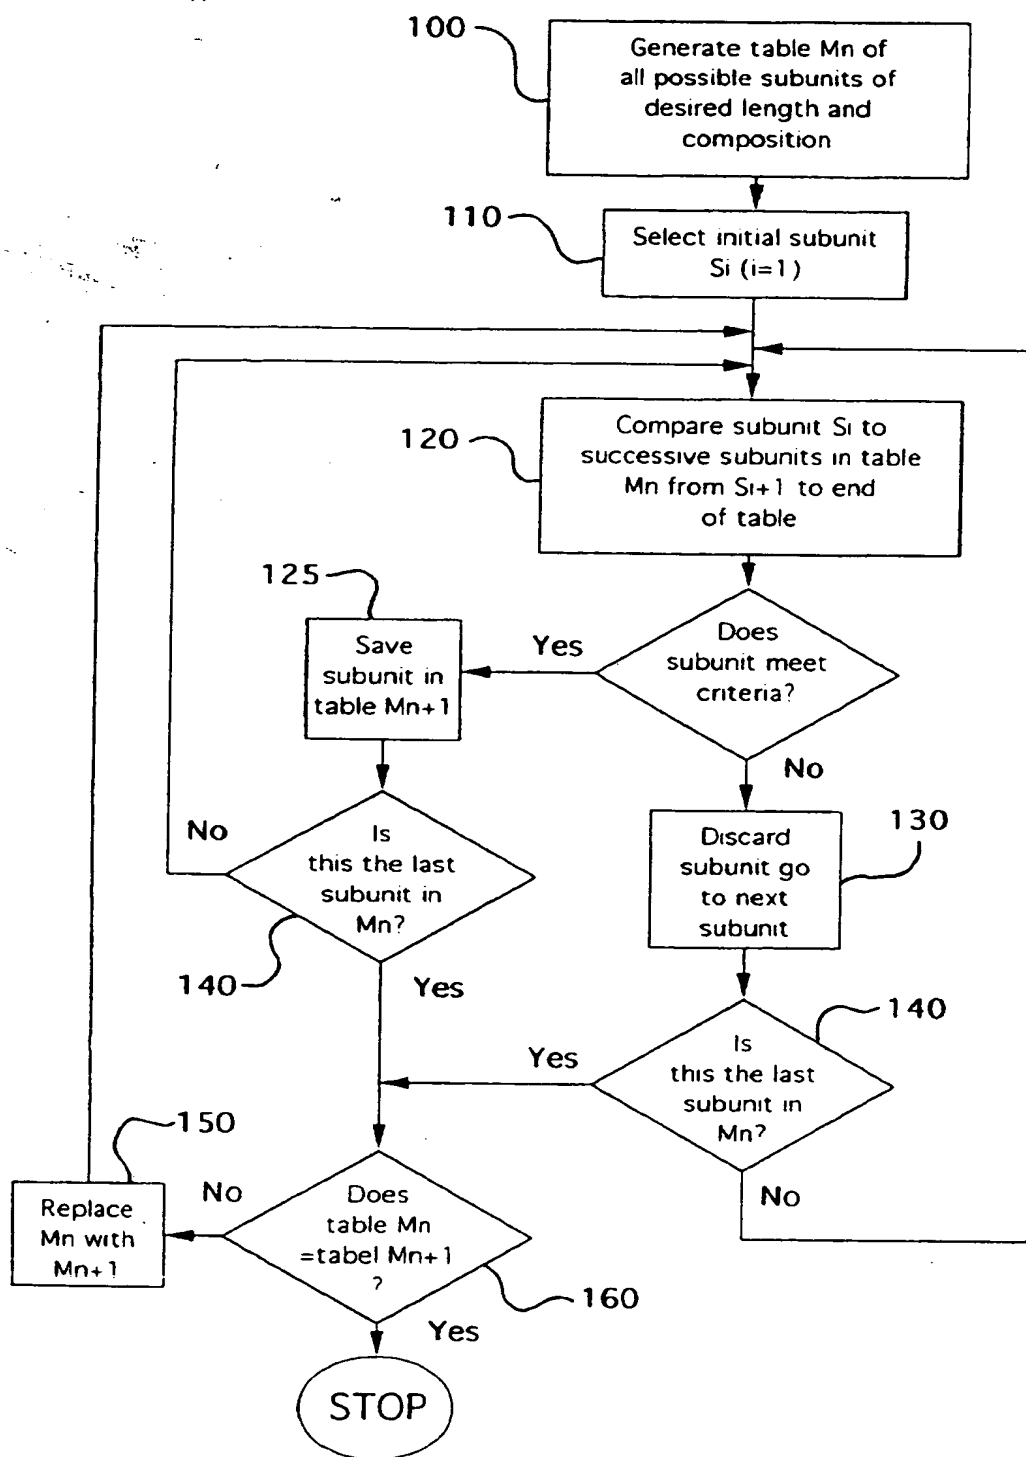 100
Generate table Mn of
all possible subunits of
desired length and
composition
110
Select initial subunit
Si (i=1)
120
Compare subunit Si to
successive subunits in table
Mn from Si+1 to end
of table
125
Save
subunit in
table Mn+1
Yes
Does
subunit meet
criteria?
No
No
Is
this the last
subunit in
Mn?
140
Yes
Discard
subunit go
to next
subunit
130
Yes
Is
this the last
subunit in
Mn?
140
No
150
Replace
Mn with
Mn+1
No
Does
table Mn
=tabel Mn+1
?
160
Yes
STOP